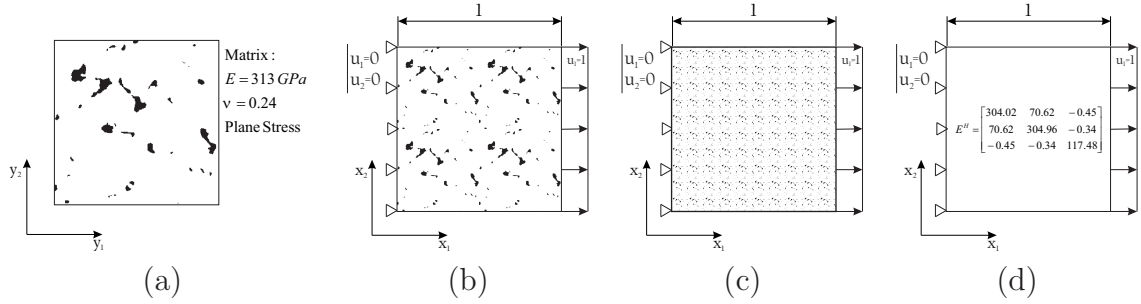 Matrix :
E = 313 GPa
ν = 0.24
Plane Stress
y₂
y₁
(a)
1
u₁=0
u₂=0
u₁=1
x₂
x₁
(b)
1
u₁=0
u₂=0
u₁=1
x₂
x₁
(c)
1
u₁=0
u₂=0
u₁=1
Eᴴ = [304.02 70.62 -0.45
70.62 304.96 -0.34
-0.45 -0.34 117.48]
x₂
x₁
(d)